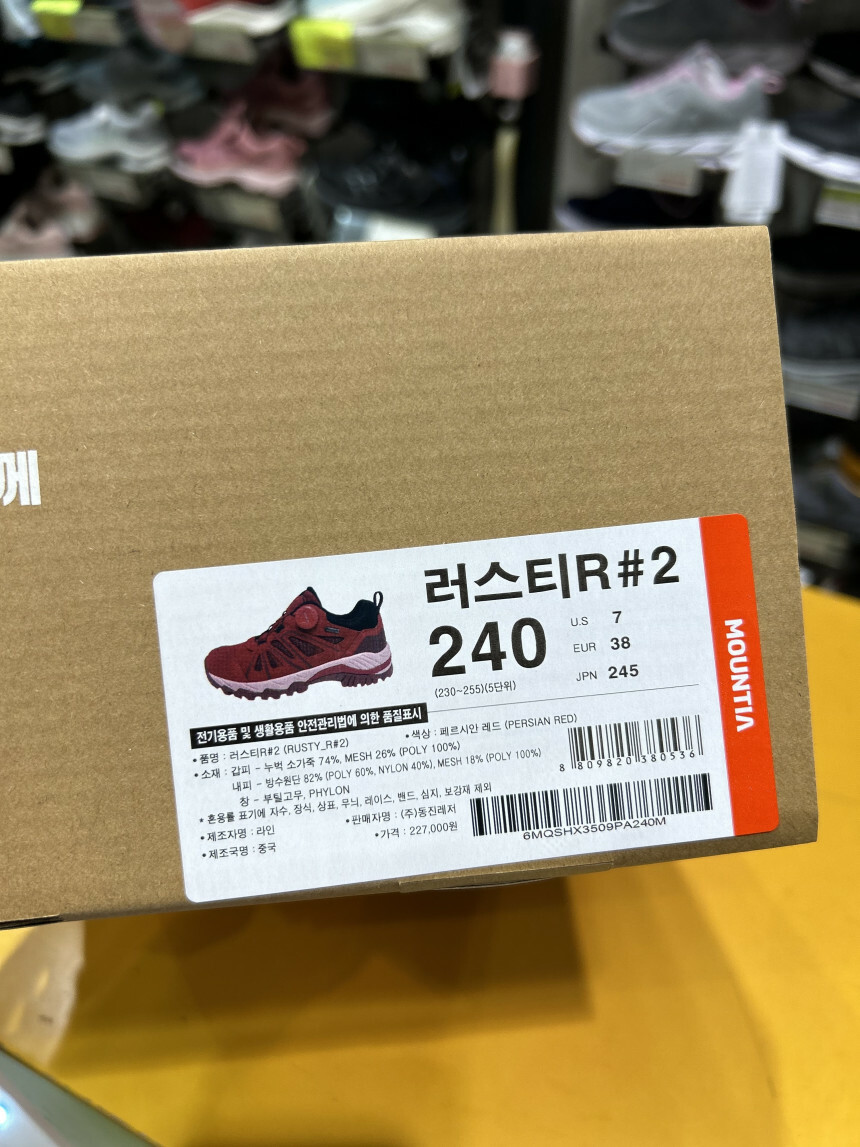 께
러스티R#2
240
(230~255)(5단위)
U.S 7
EUR 38
JPN 245
MOUNTIA
전기용품 및 생활용품 안전관리법에 의한 품질표시
• 품명 : 러스티R#2 (RUSTY_R#2)
• 색상 : 페르시안 레드 (PERSIAN RED)
• 소재 : 갑피 – 누벅 소가죽 74%, MESH 26% (POLY 100%)
내피 – 방수원단 82% (POLY 60%, NYLON 40%), MESH 18% (POLY 100%)
창 – 부틸고무, PHYLON
* 혼용률 표기에 자수, 장식, 상표, 무늬, 레이스, 밴드, 심지, 보강재 제외
• 제조자명 : 라인
• 판매자명 : (주)동진레저
• 제조국명 : 중국
• 가격 : 227,000원
8 809820 380536
6MQSHX3509PA240M